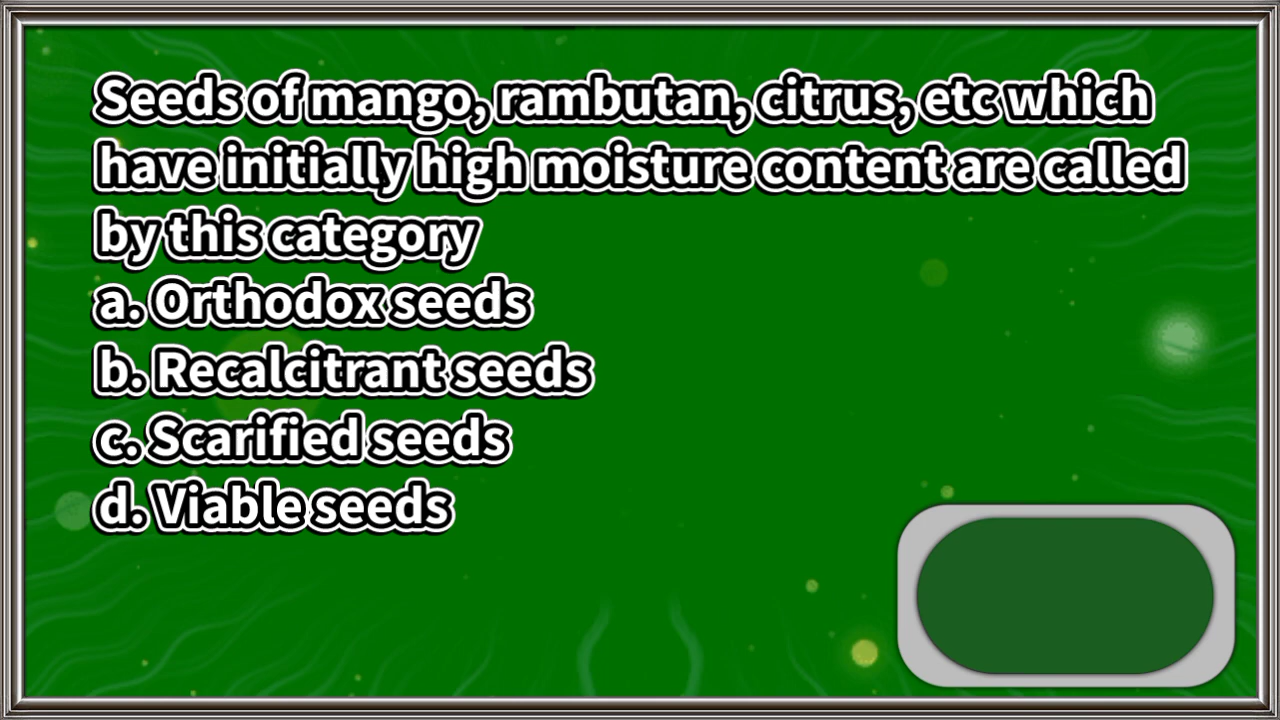 Seeds of mango, rambutan, citrus, etc which
have initially high moisture content are called
by this category
a. Orthodox seeds
b. Recalcitrant seeds
c. Scarified seeds
d. Viable seeds